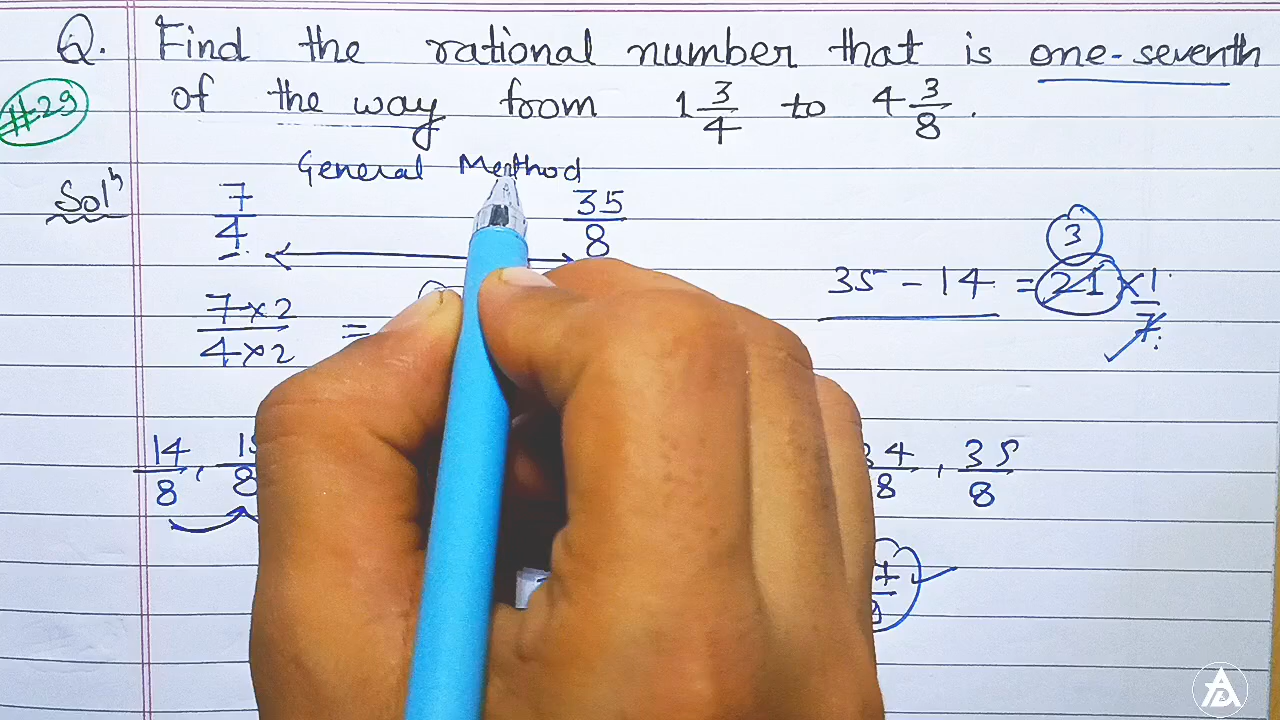 Q. Find the rational number that is one-seventh
#29 of the way from 1 3/4 to 4 3/8.
General Menthod
Solⁿ 7/4 35/8
35 - 14 = 21 × 1/7
3
7×2/4×2 =
14/8, 34/8, 35/8